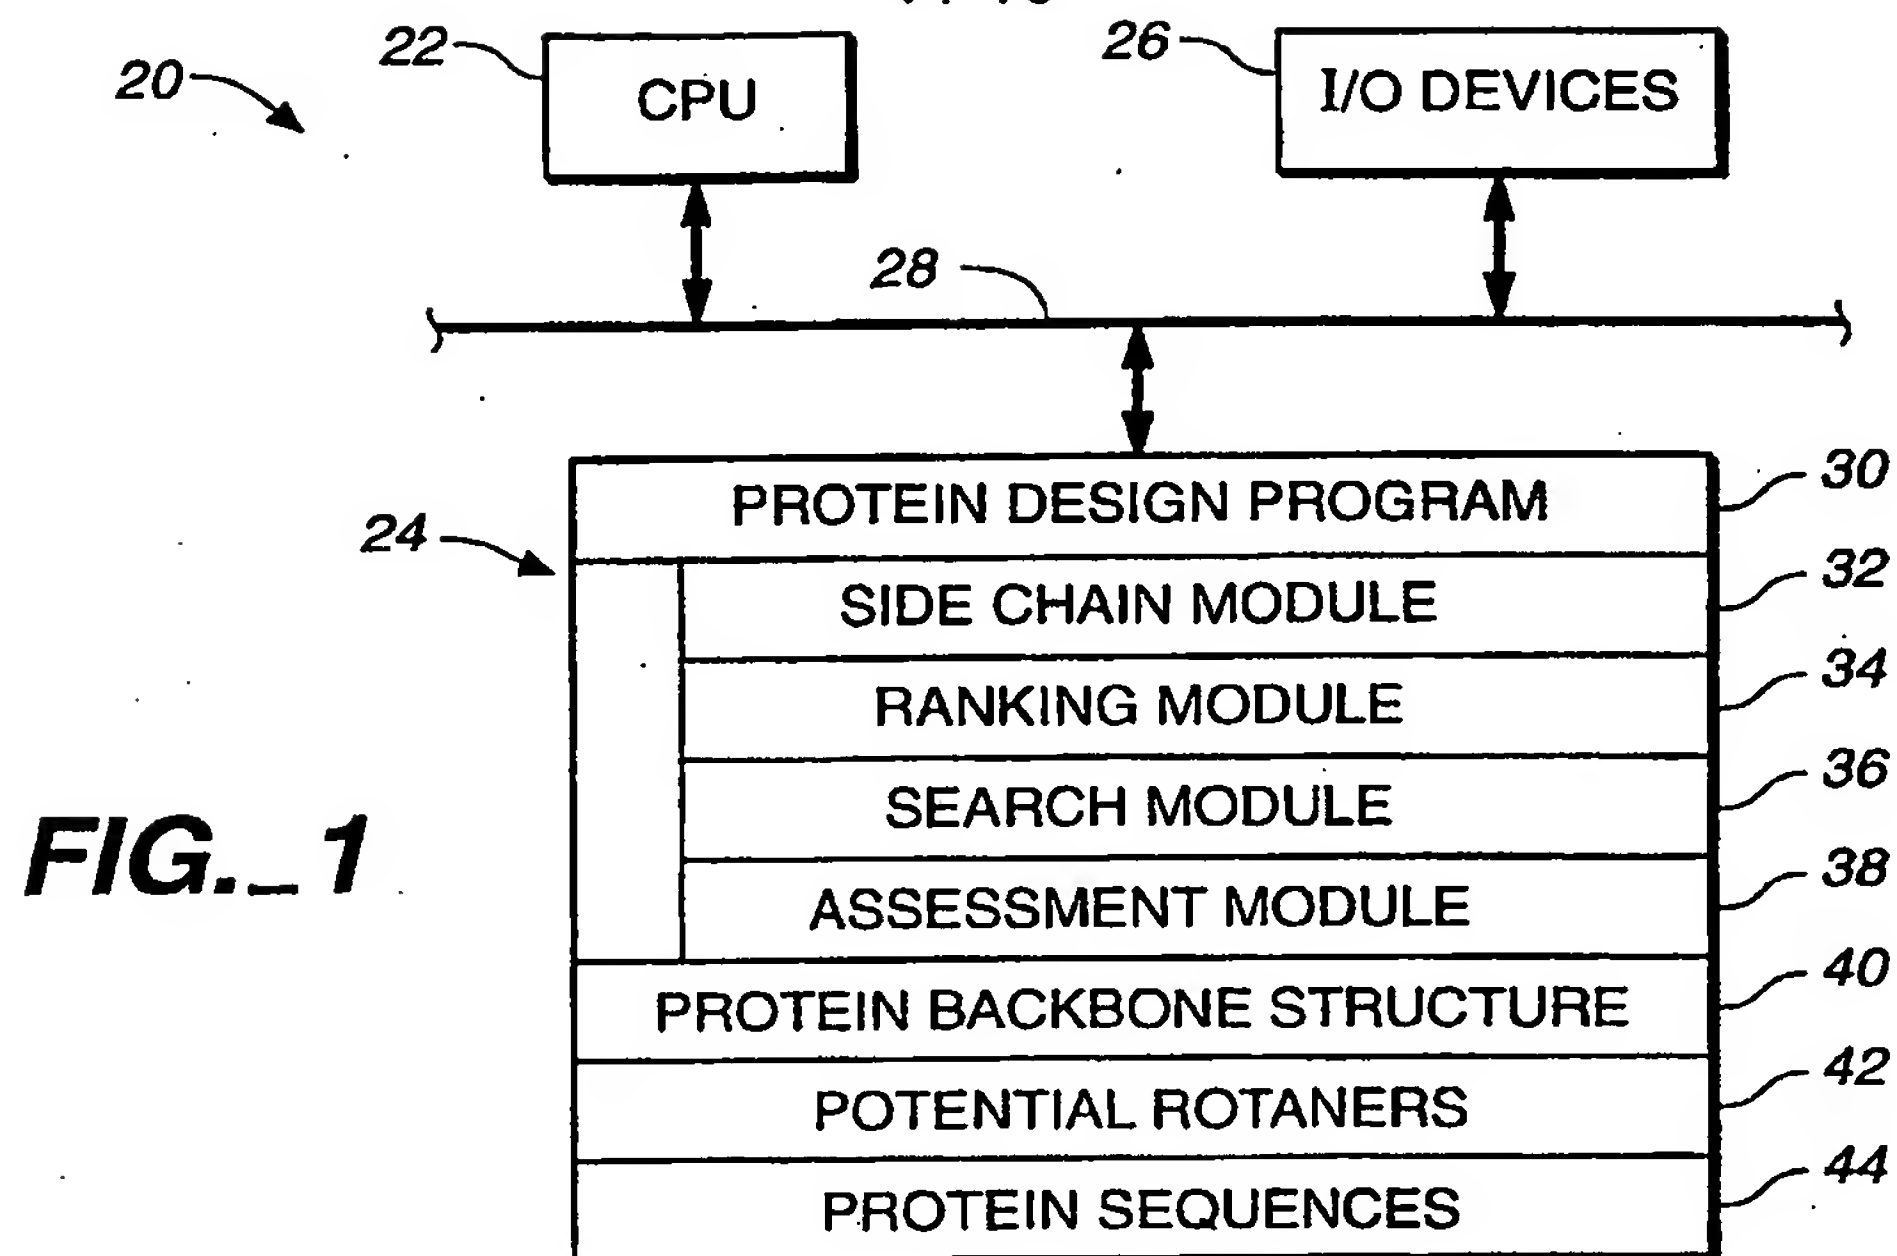 22
CPU
26
I/O DEVICES
20
28
PROTEIN DESIGN PROGRAM
30
24
SIDE CHAIN MODULE
32
RANKING MODULE
34
SEARCH MODULE
36
FIG._1
ASSESSMENT MODULE
38
PROTEIN BACKBONE STRUCTURE
40
POTENTIAL ROTANERS
42
PROTEIN SEQUENCES
44